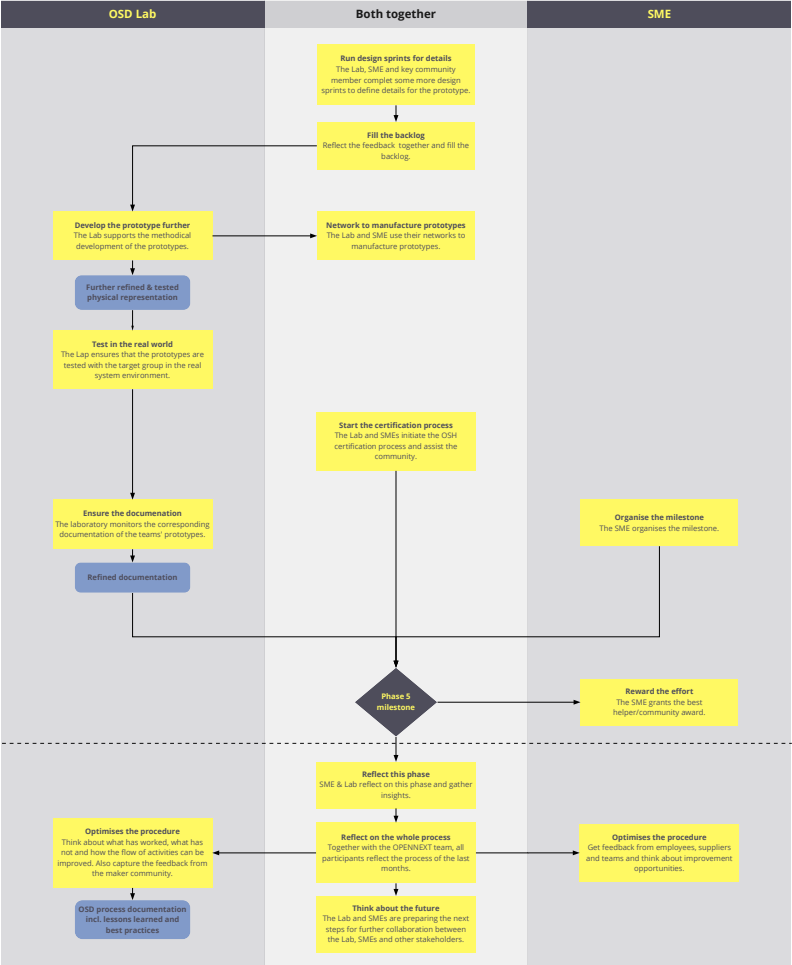 OSD Lab
Both together
SME
Run design sprints for details
The Lab, SME and key community
member complet some more design
sprints to define details for the prototype.
Fill the backlog
Reflect the feedback together and fill the
backlog.
Develop the prototype further
The Lab supports the methodical
development of the prototypes.
Network to manufacture prototypes
The Lab and SME use their networks to
manufacture prototypes.
Further refined & tested
physical representation
Test in the real world
The Lap ensures that the prototypes are
tested with the target group in the real
system environment.
Start the certification process
The Lab and SMEs initiate the OSH
certification process and assist the
community.
Ensure the documenation
The laboratory monitors the corresponding
documentation of the teams' prototypes.
Organise the milestone
The SME organises the milestone.
Refined documentation
Phase 5
milestone
Reward the effort
The SME grants the best
helper/community award.
Reflect this phase
SME & Lab reflect on this phase and gather
insights.
Optimises the procedure
Think about what has worked, what has
not and how the flow of activities can be
improved. Also capture the feedback from
the maker community.
Reflect on the whole process
Together with the OPENNEXT team, all
participants reflect the process of the last
months.
Optimises the procedure
Get feedback from employees, suppliers
and teams and think about improvement
opportunities.
OSD process documentation
incl. lessons learned and
best practices
Think about the future
The Lab and SMEs are preparing the next
steps for further collaboration between
the Lab, SMEs and other stakeholders.